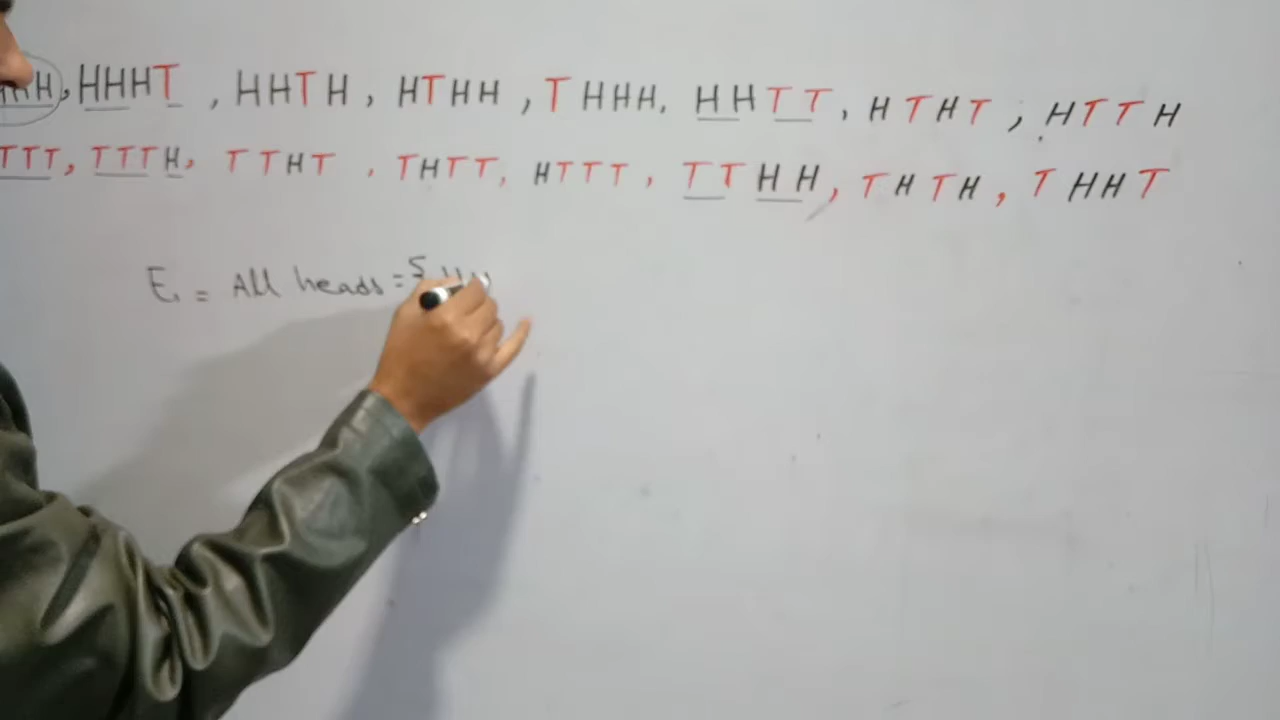 HHH, HHHT, HHTH, HTHH, THHH, HHTT, HTHT, HTTH
TTT, TTTH, TTHT, THTT, HTTT, TTHH, THTH, THHT
E₁ = All heads = { HH